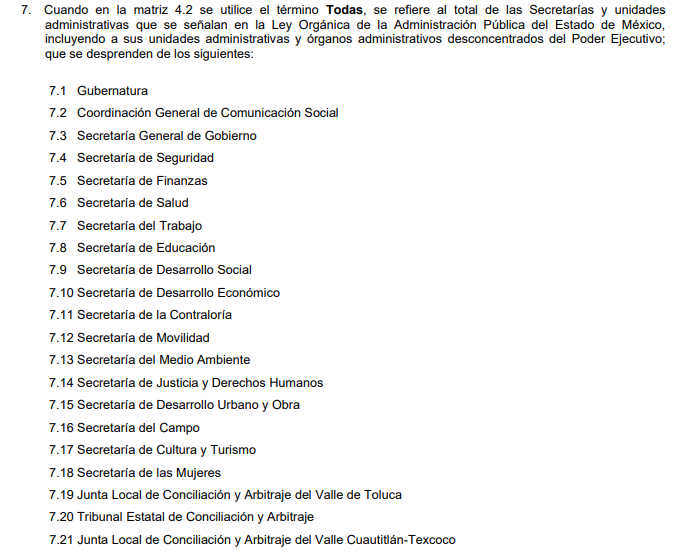 7. Cuando en la matriz 4.2 se utilice el término Todas, se refiere al total de las Secretarías y unidades
administrativas que se señalan en la Ley Orgánica de la Administración Pública del Estado de México,
incluyendo a sus unidades administrativas y órganos administrativos desconcentrados del Poder Ejecutivo;
que se desprenden de los siguientes:
7.1 Gubernatura
7.2 Coordinación General de Comunicación Social
7.3 Secretaría General de Gobierno
7.4 Secretaría de Seguridad
7.5 Secretaría de Finanzas
7.6 Secretaría de Salud
7.7 Secretaría del Trabajo
7.8 Secretaría de Educación
7.9 Secretaría de Desarrollo Social
7.10 Secretaría de Desarrollo Económico
7.11 Secretaría de la Contraloría
7.12 Secretaría de Movilidad
7.13 Secretaría del Medio Ambiente
7.14 Secretaría de Justicia y Derechos Humanos
7.15 Secretaría de Desarrollo Urbano y Obra
7.16 Secretaría del Campo
7.17 Secretaría de Cultura y Turismo
7.18 Secretaría de las Mujeres
7.19 Junta Local de Conciliación y Arbitraje del Valle de Toluca
7.20 Tribunal Estatal de Conciliación y Arbitraje
7.21 Junta Local de Conciliación y Arbitraje del Valle Cuautitlán-Texcoco